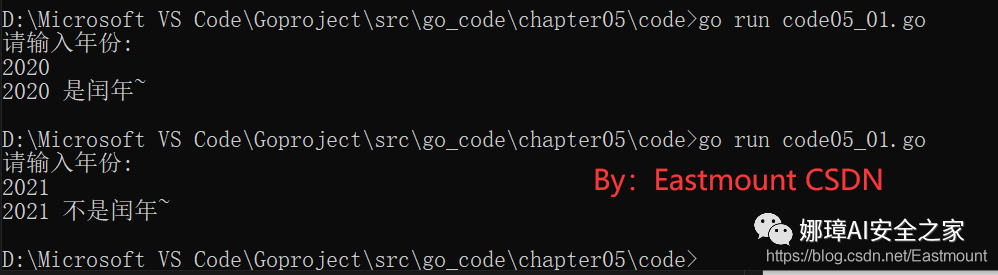 D:\Microsoft VS Code\Goproject\src\go_code\chapter05\code>go run code05_01.go
请输入年份:
2020
2020 是闰年~
D:\Microsoft VS Code\Goproject\src\go_code\chapter05\code>go run code05_01.go
请输入年份:
2021
2021 不是闰年~
By：Eastmount CSDN
娜璋AI安全之家
D:\Microsoft VS Code\Goproject\src\go_code\chapter05\code>
https://blog.csdn.net/Eastmount